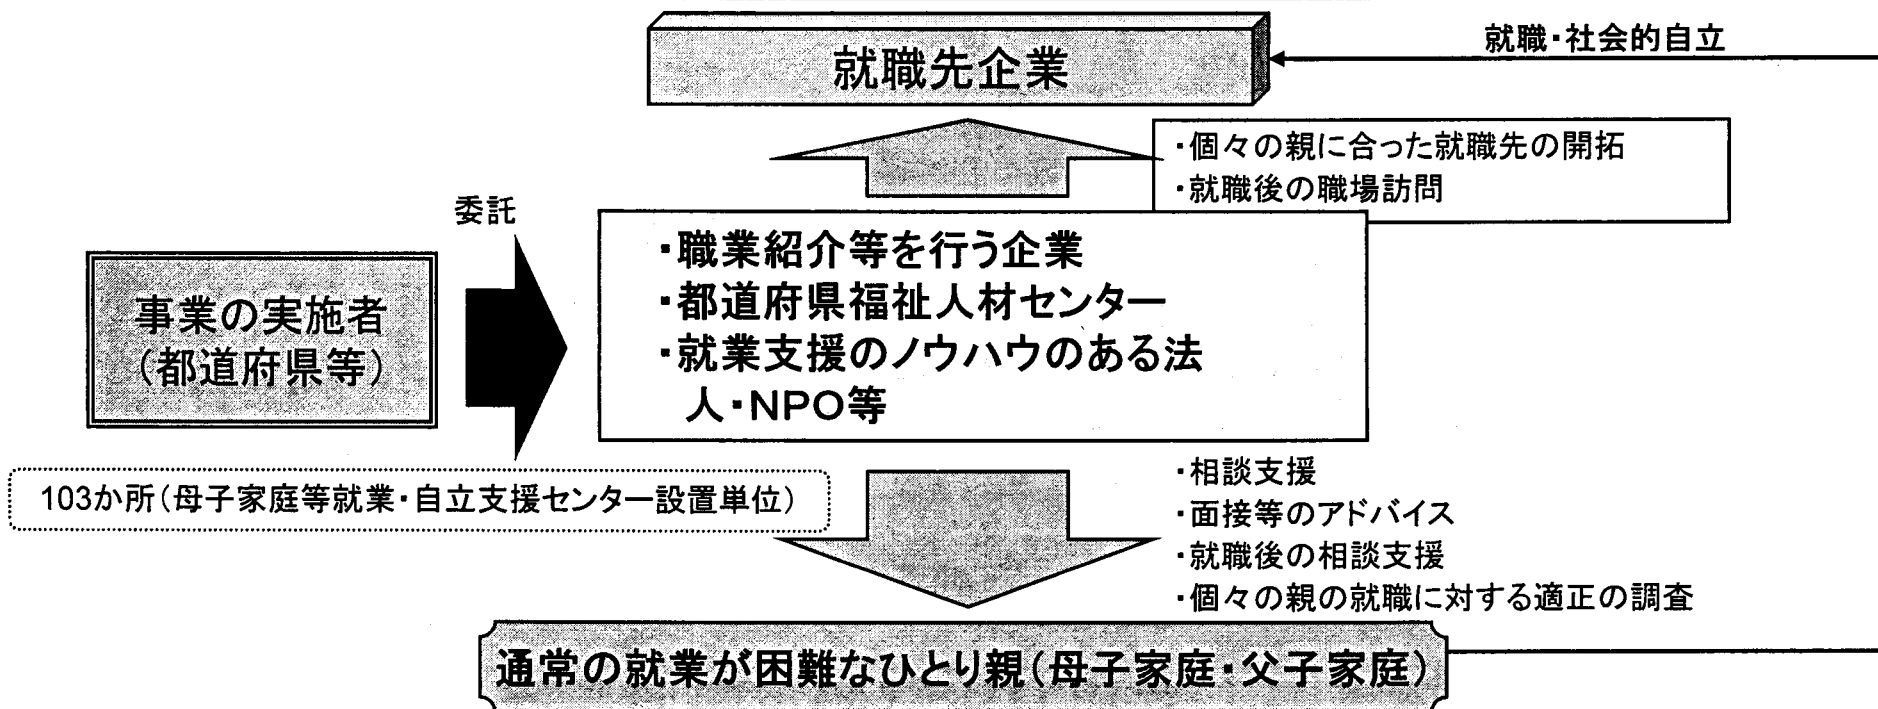 就職先企業
就職・社会的自立
・個々の親に合った就職先の開拓
・就職後の職場訪問
委託
事業の実施者
(都道府県等)
・職業紹介等を行う企業
・都道府県福祉人材センター
・就業支援のノウハウのある法
人・NPO等
103か所(母子家庭等就業・自立支援センター設置単位)
・相談支援
・面接等のアドバイス
・就職後の相談支援
・個々の親の就職に対する適正の調査
通常の就業が困難なひとり親(母子家庭・父子家庭)